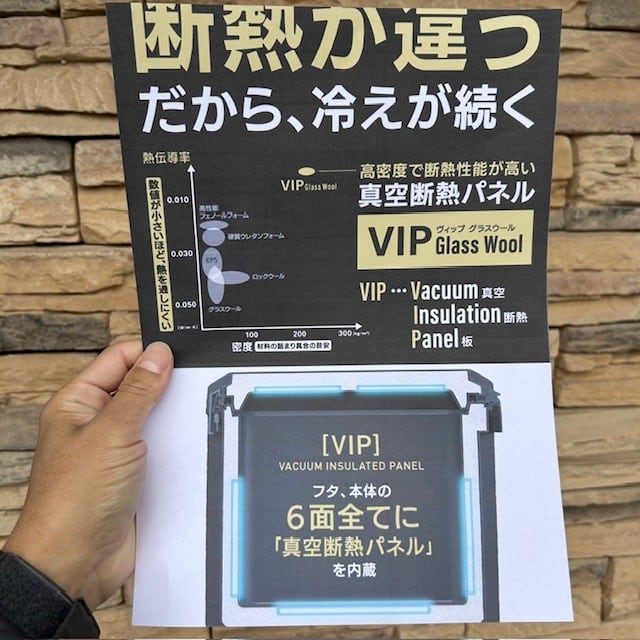 断熱が違う
だから、冷えが続く
熱伝導率
数値が小さいほど、熱を通しにくい
0.010
0.030
0.050
[W/m·K]
VIP Glass Wool
高性能
フェノールフォーム
硬質ウレタンフォーム
EPS
ロックウール
グラスウール
100
200
300 [kg/m³]
密度 材料の詰まり具合の目安
高密度で断熱性能が高い
真空断熱パネル
ヴィップ グラスウール
VIP Glass Wool
VIP … Vacuum 真空
Insulation 断熱
Panel 板
[VIP]
VACUUM INSULATED PANEL
フタ、本体の
6面全てに
「真空断熱パネル」
を内蔵